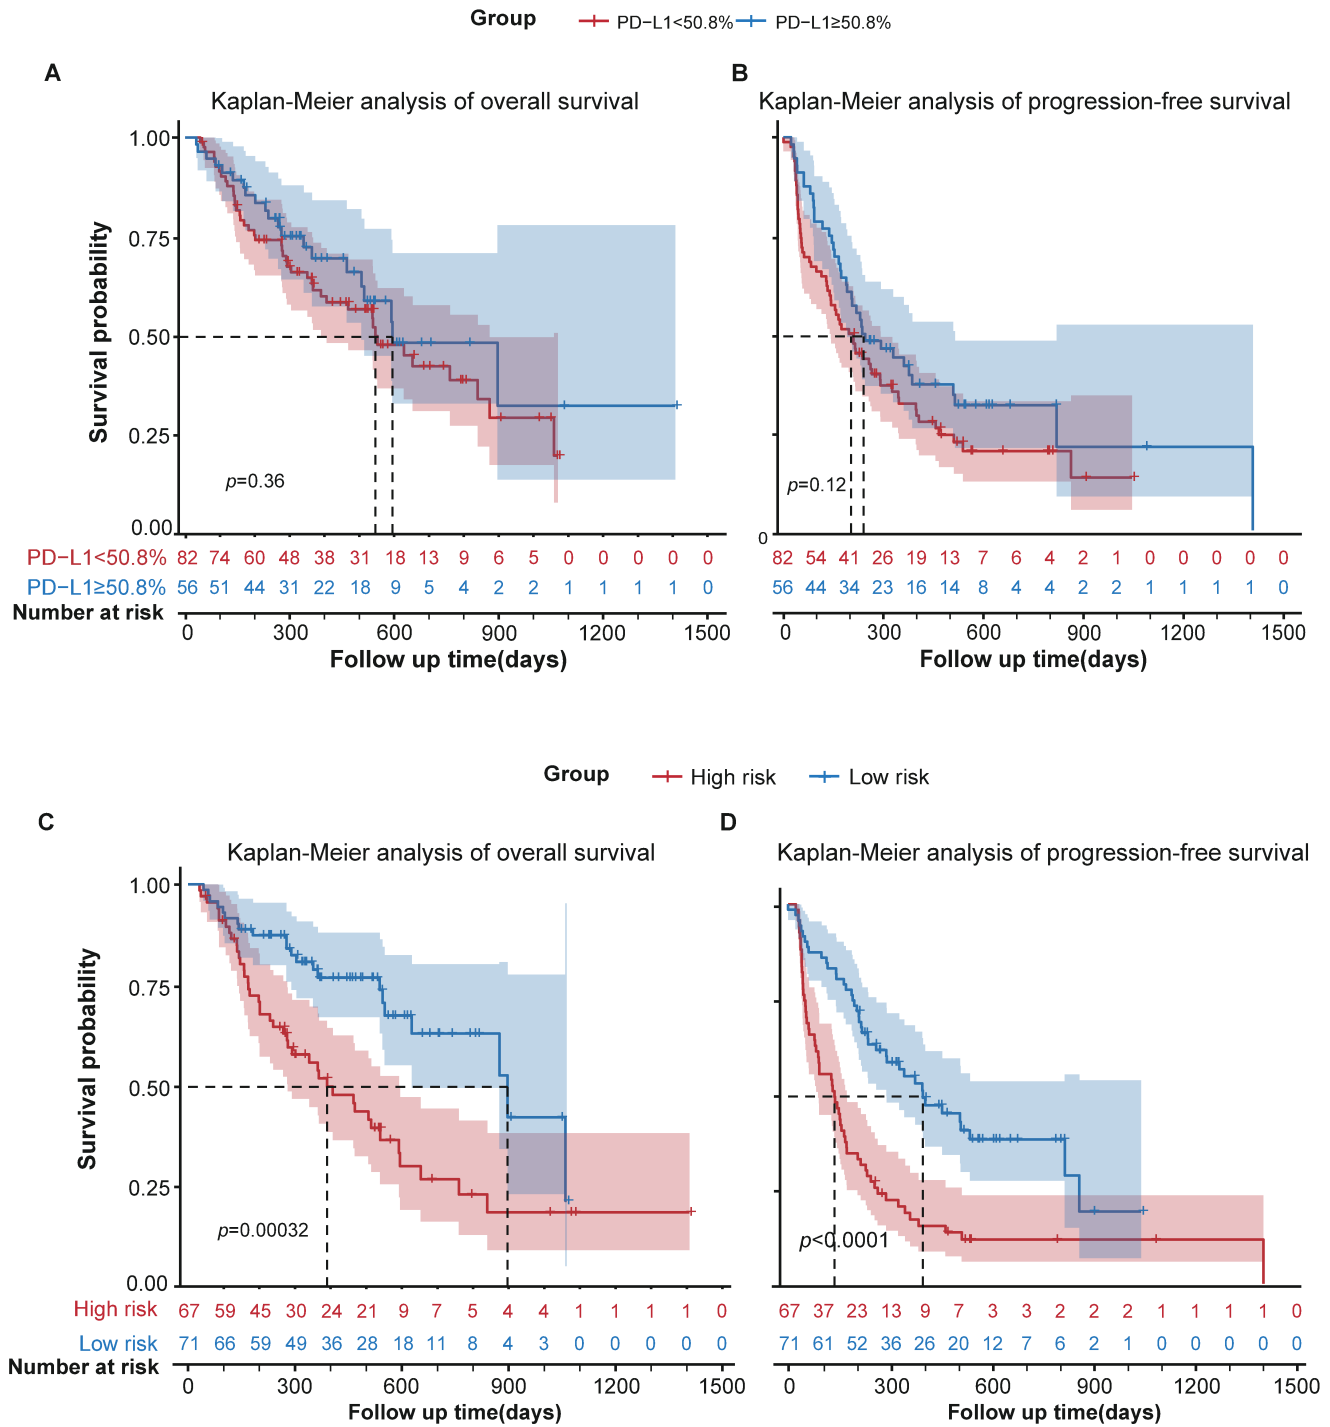 Group PD-L1<50.8% PD-L1≥50.8%
A
Kaplan-Meier analysis of overall survival
Survival probability
1.00
0.75
0.50
0.25
0.00
p=0.36
PD-L1<50.8% 82 74 60 48 38 31 18 13 9 6 5 0 0 0 0 0
PD-L1≥50.8% 56 51 44 31 22 18 9 5 4 2 2 1 1 1 1 0
Number at risk
0 300 600 900 1200 1500
Follow up time(days)
B
Kaplan-Meier analysis of progression-free survival
p=0.12
0
82 54 41 26 19 13 7 6 4 2 1 0 0 0 0 0
56 44 34 23 16 14 8 4 4 2 2 1 1 1 1 0
0 300 600 900 1200 1500
Follow up time(days)
Group High risk Low risk
C
Kaplan-Meier analysis of overall survival
Survival probability
1.00
0.75
0.50
0.25
0.00
p=0.00032
High risk 67 59 45 30 24 21 9 7 5 4 4 1 1 1 1 0
Low risk 71 66 59 49 36 28 18 11 8 4 3 0 0 0 0 0
Number at risk
0 300 600 900 1200 1500
Follow up time(days)
D
Kaplan-Meier analysis of progression-free survival
p<0.0001
67 37 23 13 9 7 3 3 2 2 2 1 1 1 1 0
71 61 52 36 26 20 12 7 6 2 1 0 0 0 0 0
0 300 600 900 1200 1500
Follow up time(days)